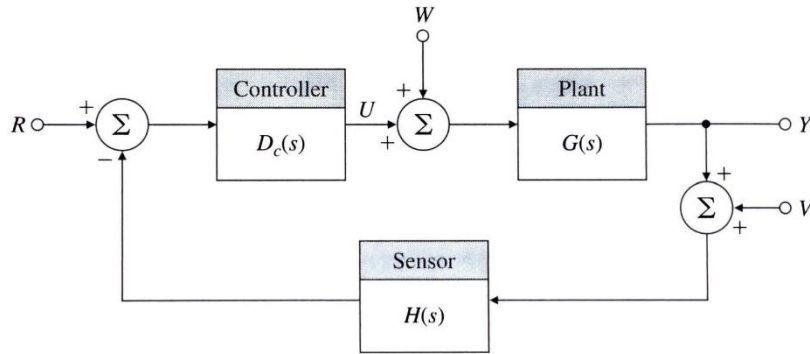 W
Controller
Plant
R
+
Σ
−
D_c(s)
U
+
+
Σ
G(s)
Y
+
Σ
+
V
Sensor
H(s)